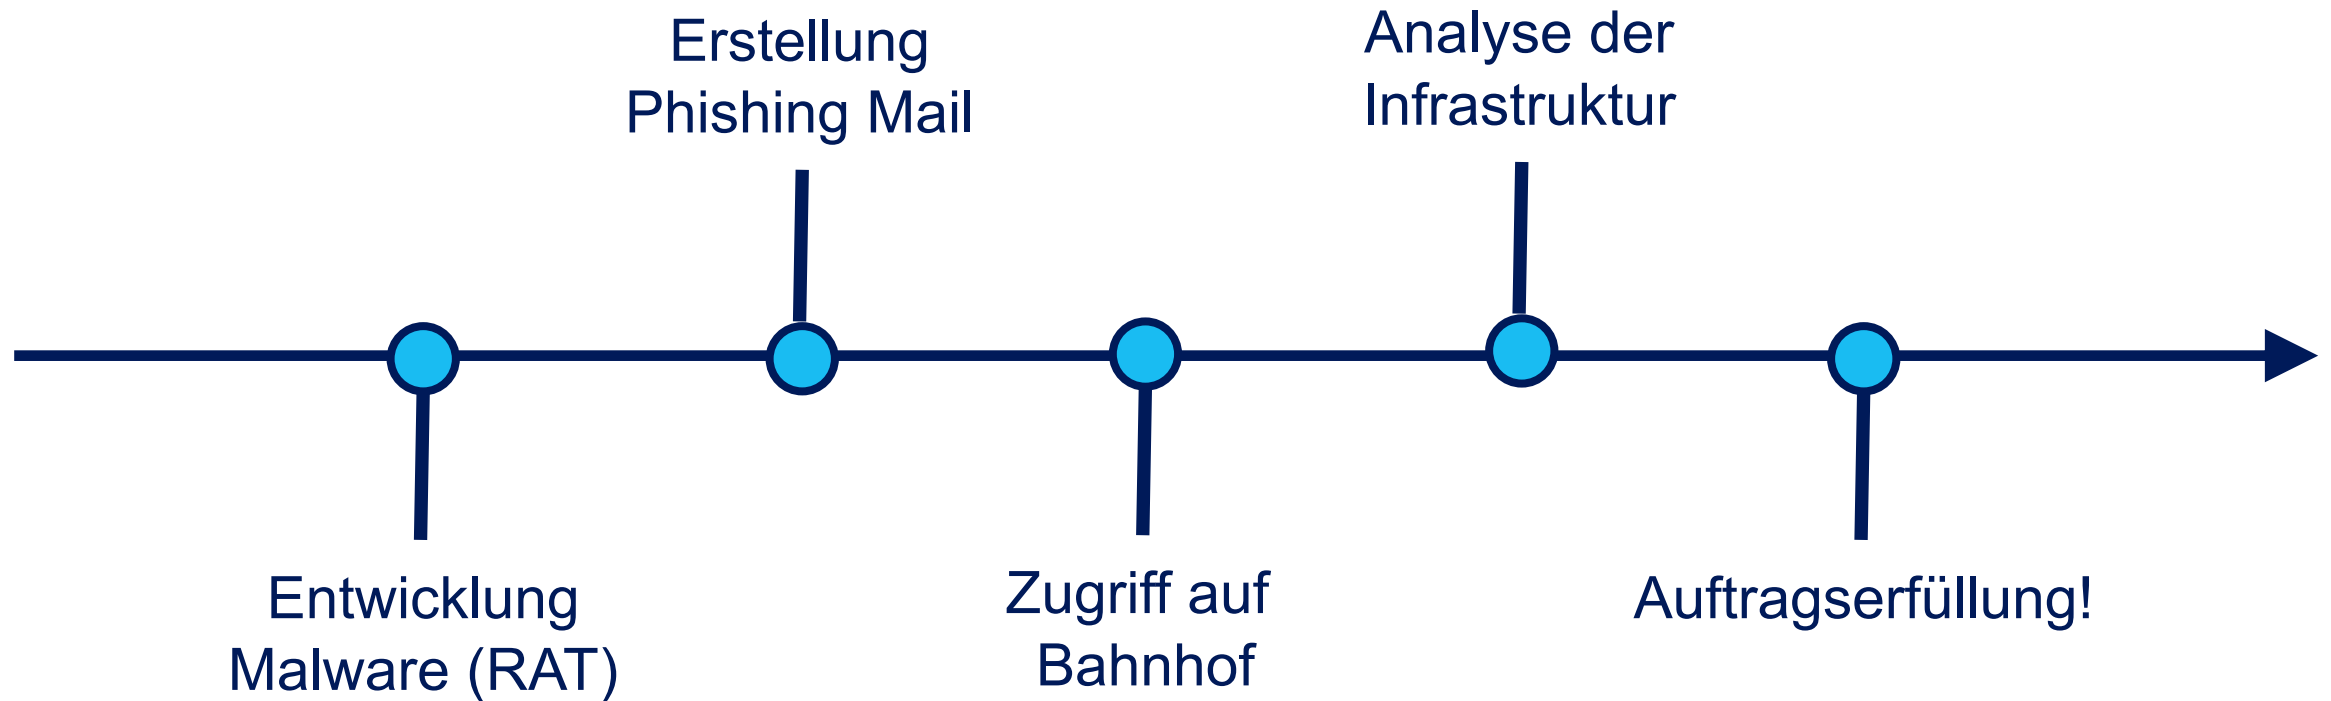 Erstellung
Phishing Mail
Analyse der
Infrastruktur
Entwicklung
Malware (RAT)
Zugriff auf
Bahnhof
Auftragserfüllung!